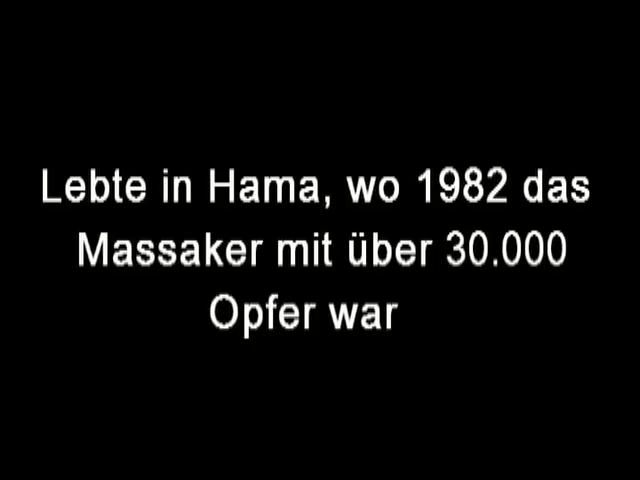 Lebte in Hama, wo 1982 das
Massaker mit über 30.000
Opfer war